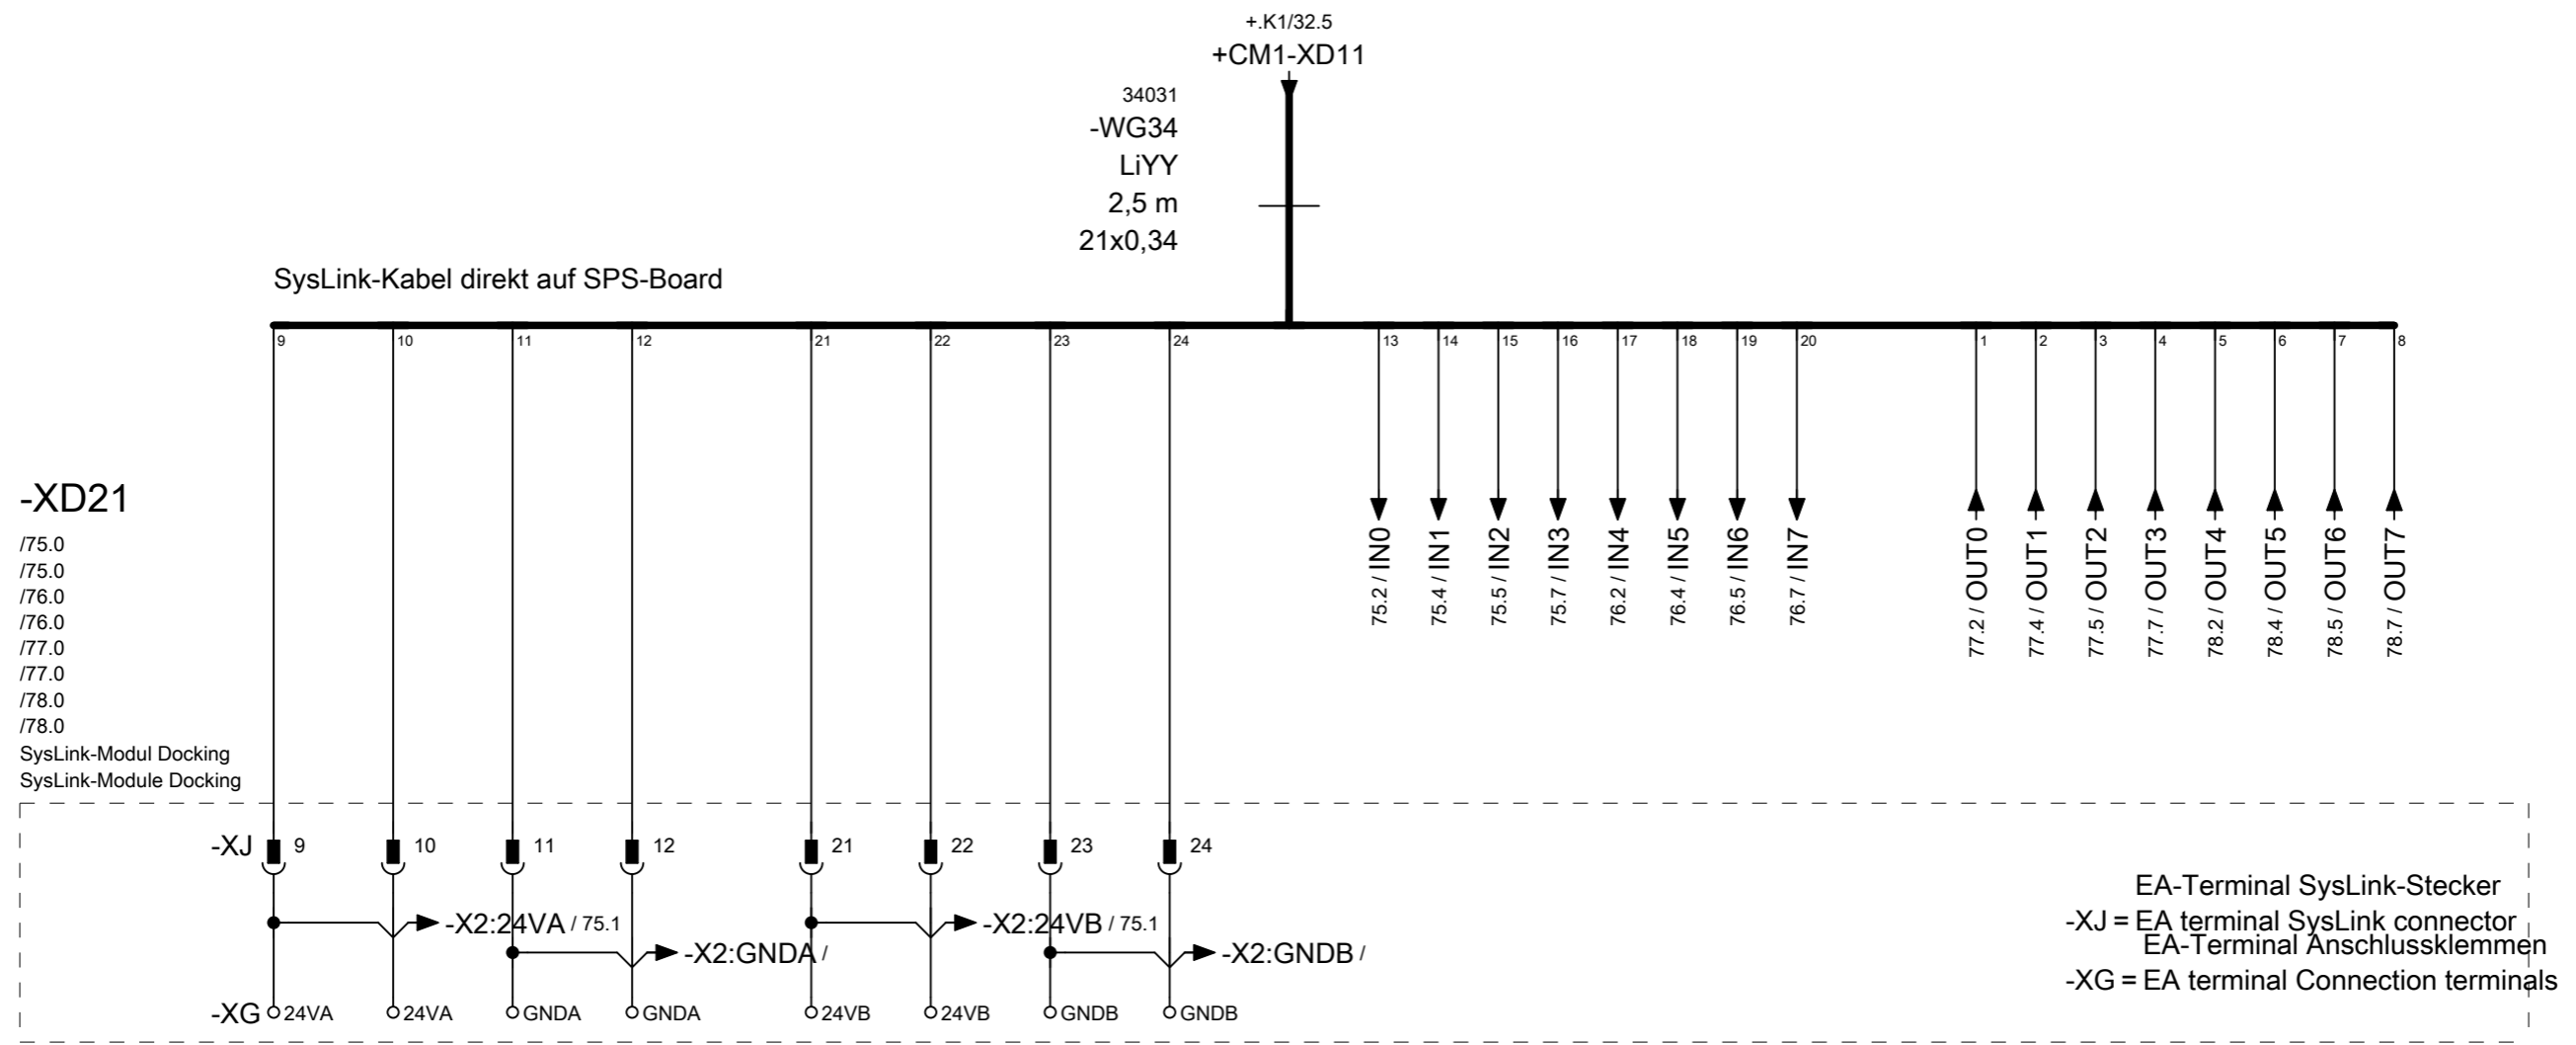 +.K1/32.5
+CM1-XD11
34031
-WG34
LiYY
2,5 m
21x0,34
SysLink-Kabel direkt auf SPS-Board
9 10 11 12 21 22 23 24 13 14 15 16 17 18 19 20 1 2 3 4 5 6 7 8
-XD21
/75.0
/75.0
/76.0
/76.0
/77.0
/77.0
/78.0
/78.0
SysLink-Modul Docking
SysLink-Module Docking
75.2 / IN0
75.4 / IN1
75.5 / IN2
75.7 / IN3
76.2 / IN4
76.4 / IN5
76.5 / IN6
76.7 / IN7
77.2 / OUT0
77.4 / OUT1
77.5 / OUT2
77.7 / OUT3
78.2 / OUT4
78.4 / OUT5
78.5 / OUT6
78.7 / OUT7
-XJ 9 10 11 12 21 22 23 24
-X2:24VA / 75.1
-X2:GNDA /
-X2:24VB / 75.1
-X2:GNDB /
-XG 24VA 24VA GNDA GNDA 24VB 24VB GNDB GNDB
EA-Terminal SysLink-Stecker
-XJ = EA terminal SysLink connector
EA-Terminal Anschlussklemmen
-XG = EA terminal Connection terminals